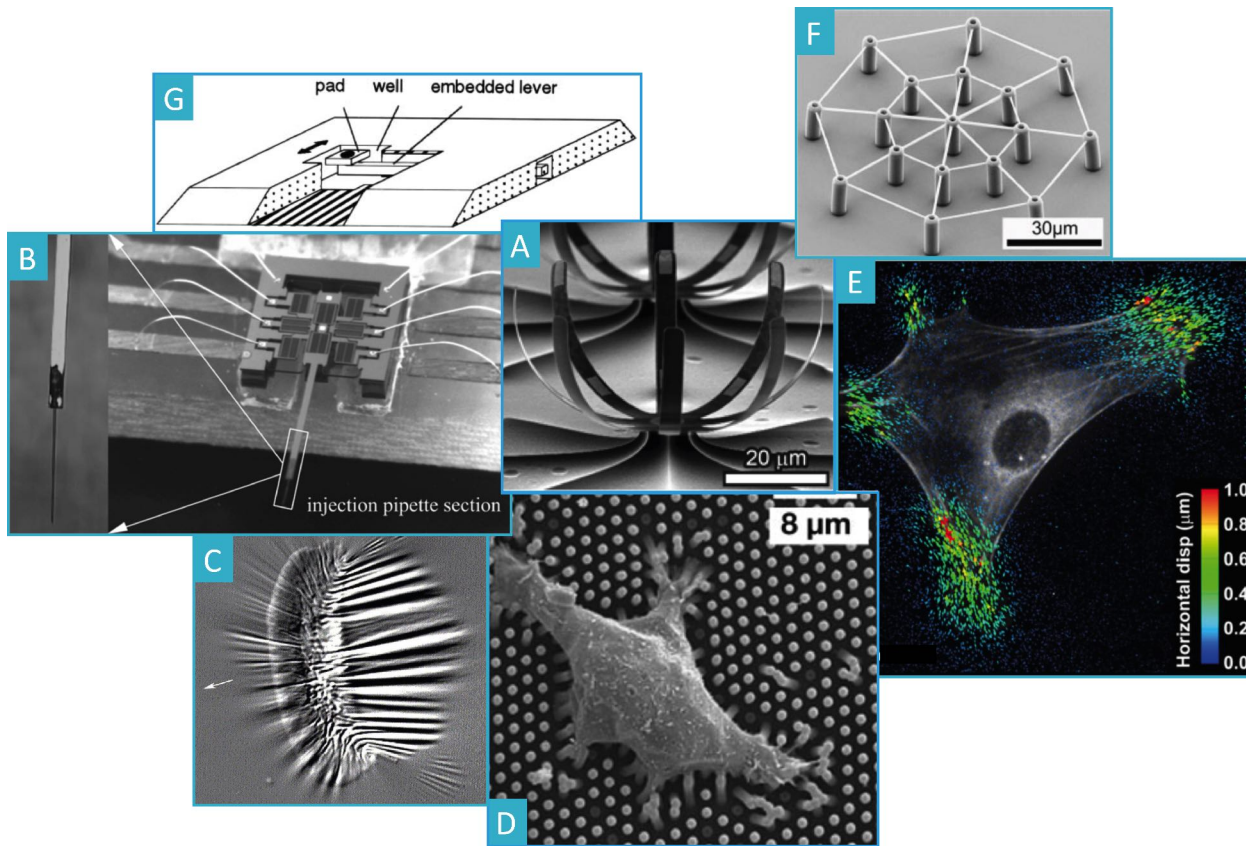 F
30μm
G
pad well embedded lever
A
20 μm
B
injection pipette section
E
Horizontal disp (μm)
1.0
0.8
0.6
0.4
0.2
0.0
C
8 μm
D